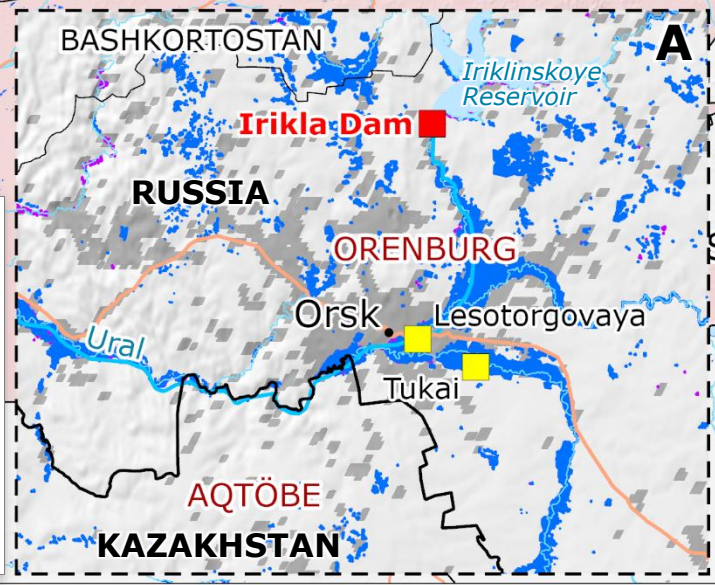 BASHKORTOSTAN
A
Iriklinskoye
Reservoir
Irikla Dam
RUSSIA
ORENBURG
Orsk
Lesotorgovaya
Ural
Tukai
AQTÖBE
KAZAKHSTAN